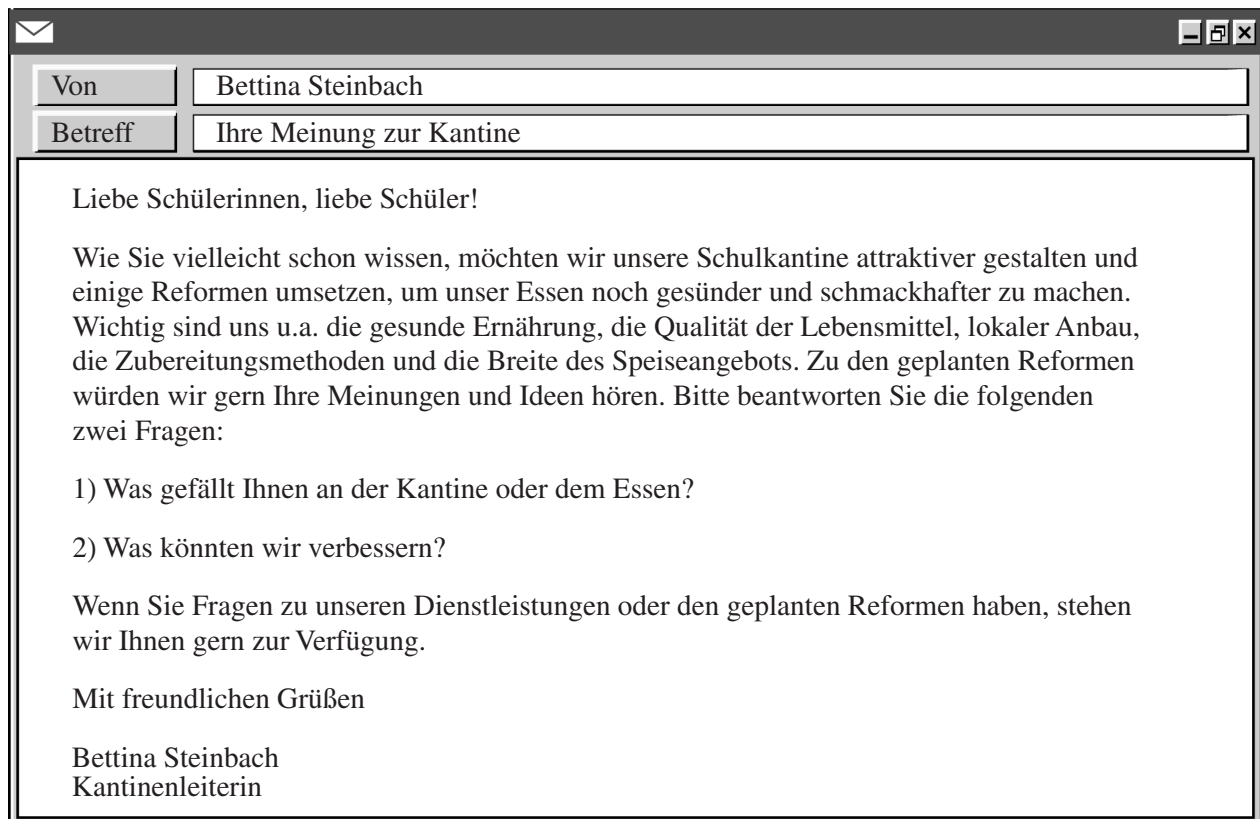 Von
Bettina Steinbach
Betreff
Ihre Meinung zur Kantine
Liebe Schülerinnen, liebe Schüler!
Wie Sie vielleicht schon wissen, möchten wir unsere Schulkantine attraktiver gestalten und
einige Reformen umsetzen, um unser Essen noch gesünder und schmackhafter zu machen.
Wichtig sind uns u.a. die gesunde Ernährung, die Qualität der Lebensmittel, lokaler Anbau,
die Zubereitungsmethoden und die Breite des Speiseangebots. Zu den geplanten Reformen
würden wir gern Ihre Meinungen und Ideen hören. Bitte beantworten Sie die folgenden
zwei Fragen:
1) Was gefällt Ihnen an der Kantine oder dem Essen?
2) Was könnten wir verbessern?
Wenn Sie Fragen zu unseren Dienstleistungen oder den geplanten Reformen haben, stehen
wir Ihnen gern zur Verfügung.
Mit freundlichen Grüßen
Bettina Steinbach
Kantinenleiterin